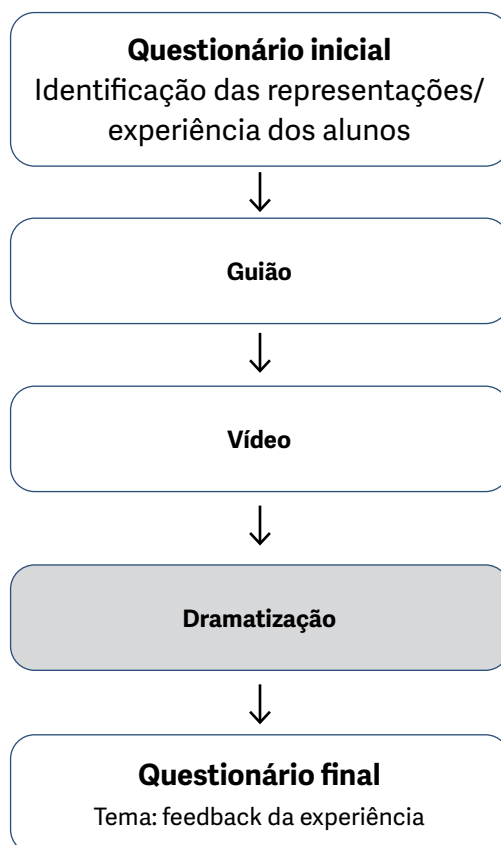 Questionário inicial
Identificação das representações/
experiência dos alunos
Guião
Vídeo
Dramatização
Questionário final
Tema: feedback da experiência